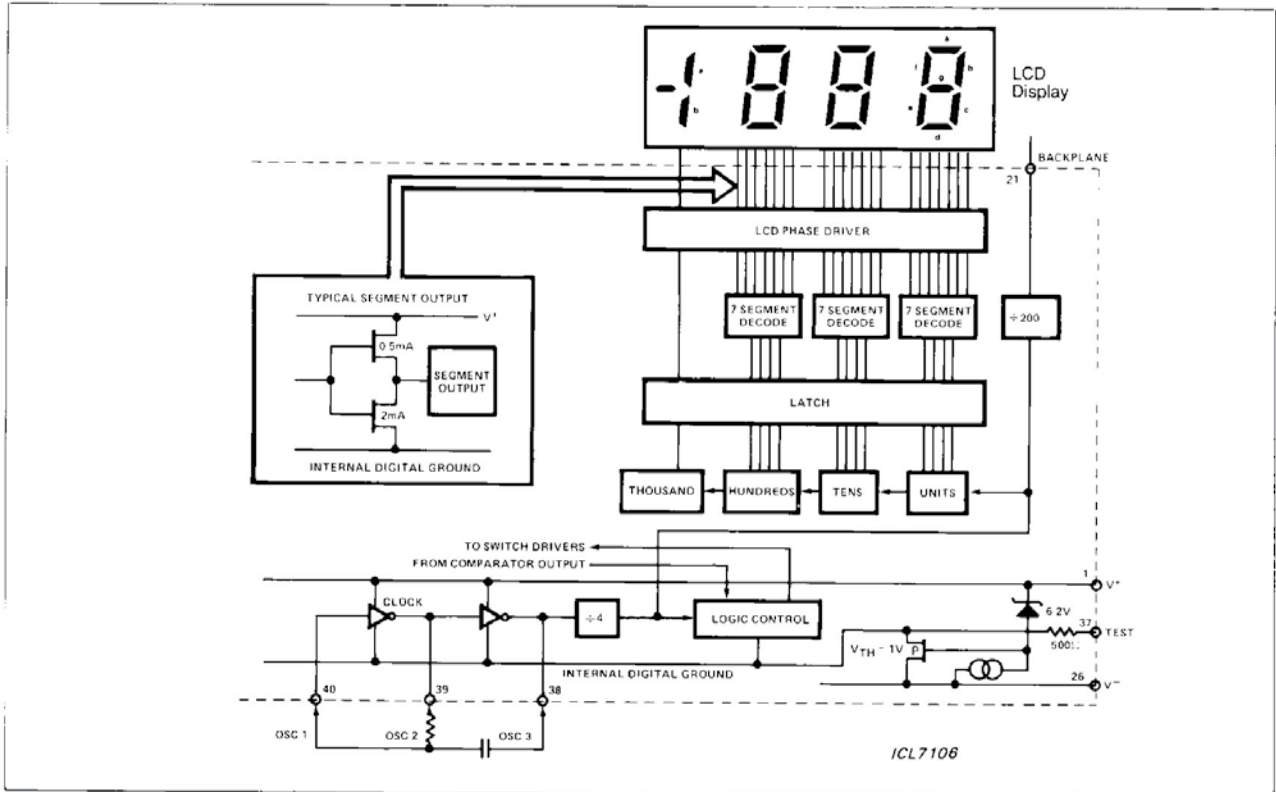 a
b
a
f
b
g
e
c
d
LCD
Display
BACKPLANE
21
LCD PHASE DRIVER
TYPICAL SEGMENT OUTPUT
V+
0.5mA
SEGMENT
OUTPUT
2mA
INTERNAL DIGITAL GROUND
7 SEGMENT
DECODE
7 SEGMENT
DECODE
7 SEGMENT
DECODE
÷200
LATCH
THOUSAND
HUNDREDS
TENS
UNITS
TO SWITCH DRIVERS
FROM COMPARATOR OUTPUT
1
V+
CLOCK
÷4
LOGIC CONTROL
6.2V
37
TEST
500Ω
VTH = 1V
P
INTERNAL DIGITAL GROUND
26
V−
40
39
38
OSC 1
OSC 2
OSC 3
ICL7106